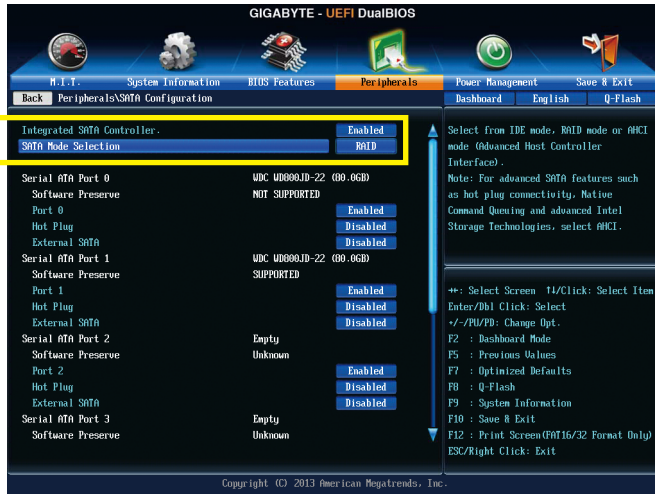 GIGABYTE - UEFI DualBIOS
M.I.T. System Information BIOS Features Peripherals Power Management Save & Exit
Back Peripherals\SATA Configuration Dashboard English Q-Flash
Integrated SATA Controller. Enabled
SATA Mode Selection RAID
Serial ATA Port 0 WDC WD800JD-22 (80.0GB)
Software Preserve NOT SUPPORTED
Port 0 Enabled
Hot Plug Disabled
External SATA Disabled
Serial ATA Port 1 WDC WD800JD-22 (80.0GB)
Software Preserve SUPPORTED
Port 1 Enabled
Hot Plug Disabled
External SATA Disabled
Serial ATA Port 2 Empty
Software Preserve Unknown
Port 2 Enabled
Hot Plug Disabled
External SATA Disabled
Serial ATA Port 3 Empty
Software Preserve Unknown
Select from IDE mode, RAID mode or AHCI
mode (Advanced Host Controller
Interface).
Note: For advanced SATA features such
as hot plug connectivity, Native
Command Queuing and advanced Intel
Storage Technologies, select AHCI.
↔: Select Screen ↑↓/Click: Select Item
Enter/Dbl Click: Select
+/-/PU/PD: Change Opt.
F2 : Dashboard Mode
F5 : Previous Values
F7 : Optimized Defaults
F8 : Q-Flash
F9 : System Information
F10 : Save & Exit
F12 : Print Screen(FAT16/32 Format Only)
ESC/Right Click: Exit
Copyright (C) 2013 American Megatrends, Inc.